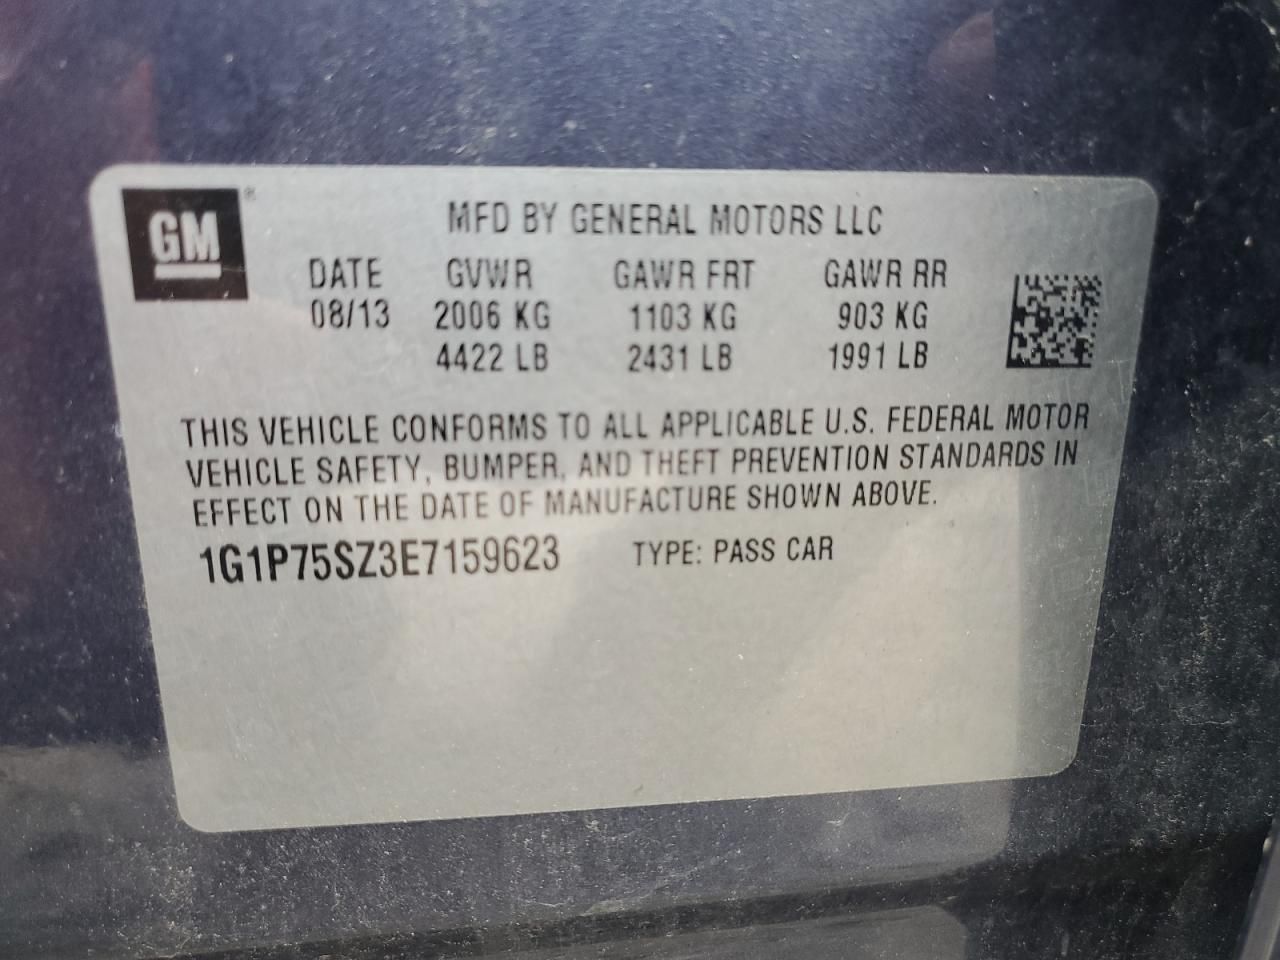 GM ®
MFD BY GENERAL MOTORS LLC
DATE GVWR GAWR FRT GAWR RR
08/13 2006 KG 1103 KG 903 KG
4422 LB 2431 LB 1991 LB
THIS VEHICLE CONFORMS TO ALL APPLICABLE U.S. FEDERAL MOTOR
VEHICLE SAFETY, BUMPER, AND THEFT PREVENTION STANDARDS IN
EFFECT ON THE DATE OF MANUFACTURE SHOWN ABOVE.
1G1P75SZ3E7159623 TYPE: PASS CAR